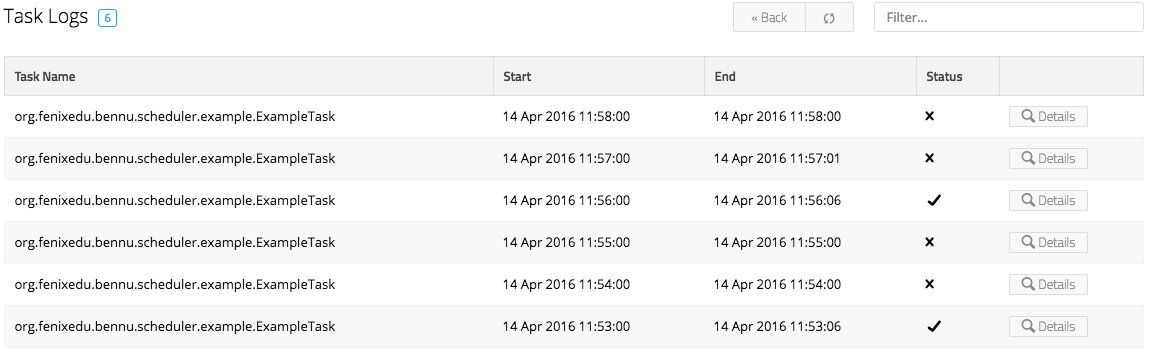 Task Logs 6 « Back Filter...
Task Name Start End Status
org.fenixedu.bennu.scheduler.example.ExampleTask 14 Apr 2016 11:58:00 14 Apr 2016 11:58:00 Details
org.fenixedu.bennu.scheduler.example.ExampleTask 14 Apr 2016 11:57:00 14 Apr 2016 11:57:01 Details
org.fenixedu.bennu.scheduler.example.ExampleTask 14 Apr 2016 11:56:00 14 Apr 2016 11:56:06 Details
org.fenixedu.bennu.scheduler.example.ExampleTask 14 Apr 2016 11:55:00 14 Apr 2016 11:55:00 Details
org.fenixedu.bennu.scheduler.example.ExampleTask 14 Apr 2016 11:54:00 14 Apr 2016 11:54:00 Details
org.fenixedu.bennu.scheduler.example.ExampleTask 14 Apr 2016 11:53:00 14 Apr 2016 11:53:06 Details